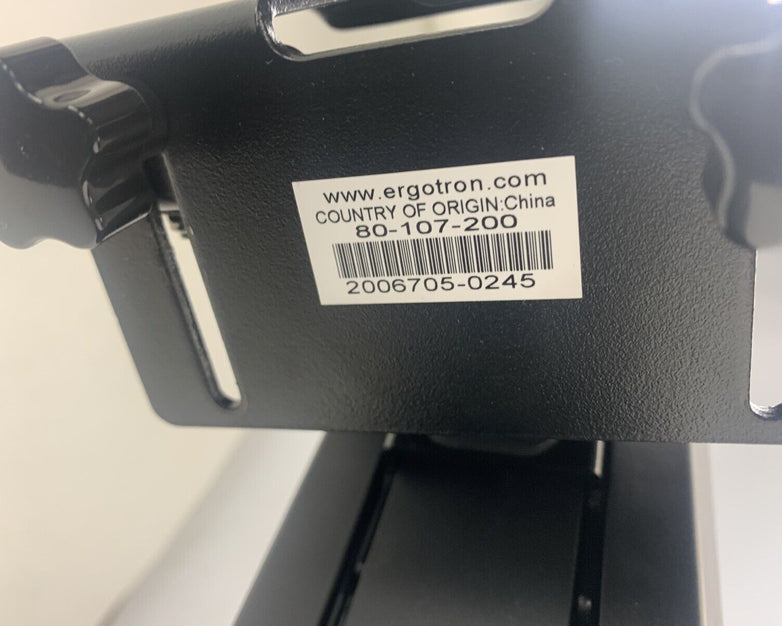 www.ergotron.com
COUNTRY OF ORIGIN:China
80-107-200
2006705-0245